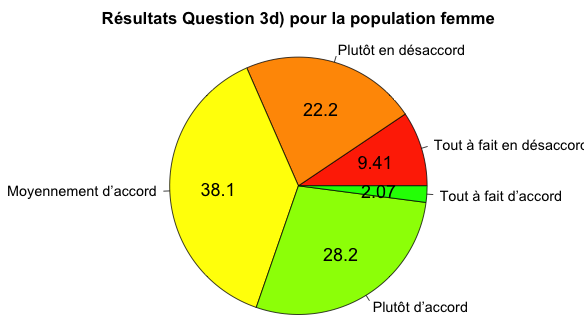 Résultats Question 3d) pour la population femme
Plutôt en désaccord
22.2
Tout à fait en désaccord
9.41
Moyennement d’accord
38.1
2.07
Tout à fait d’accord
28.2
Plutôt d’accord